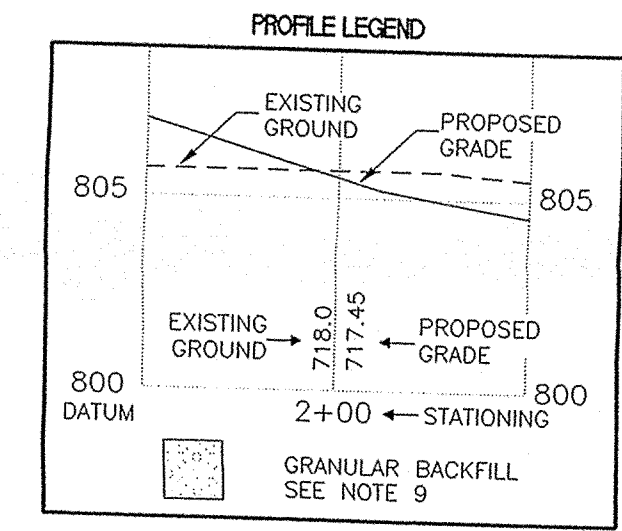 PROFILE LEGEND
EXISTING
GROUND
PROPOSED
GRADE
805
805
EXISTING
GROUND
718.0
717.45
PROPOSED
GRADE
800
DATUM
2+00
STATIONING
800
GRANULAR BACKFILL
SEE NOTE 9